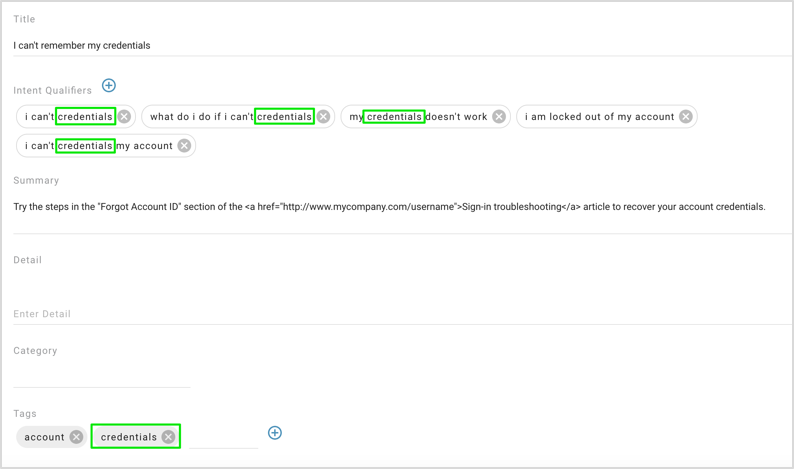 Title
I can't remember my credentials
Intent Qualifiers
i can't credentials what do i do if i can't credentials my credentials doesn't work i am locked out of my account
i can't credentials my account
Summary
Try the steps in the "Forgot Account ID" section of the <a href="http://www.mycompany.com/username">Sign-in troubleshooting</a> article to recover your account credentials.
Detail
Enter Detail
Category
Tags
account credentials